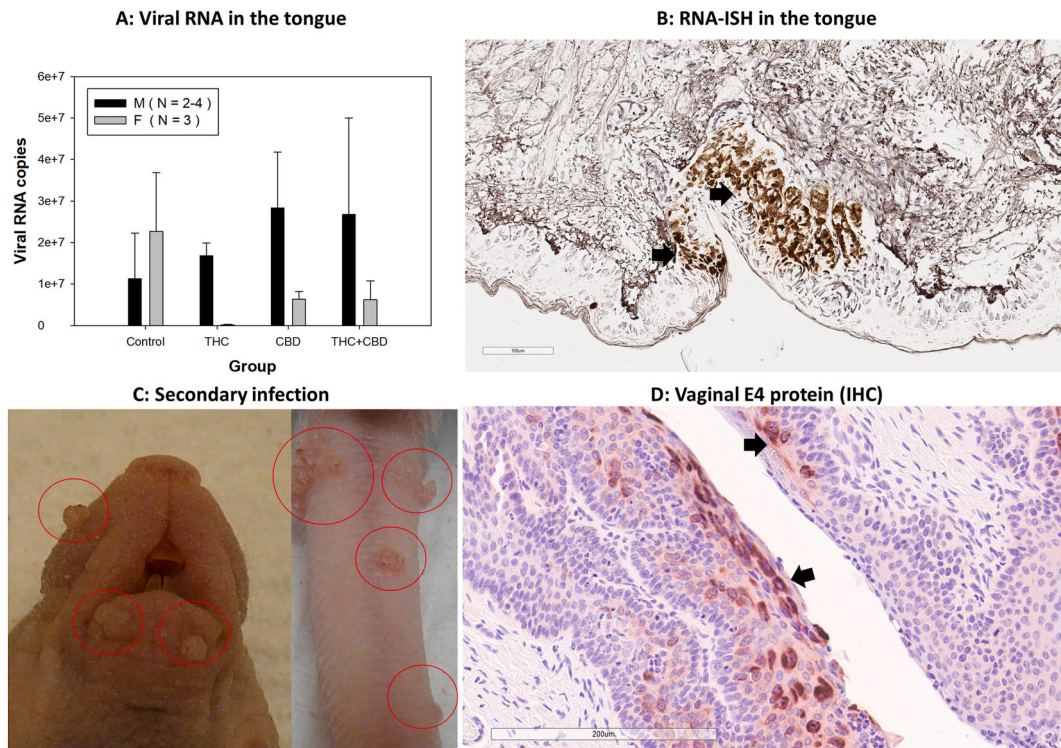 A: Viral RNA in the tongue
B: RNA-ISH in the tongue
6e+7
5e+7
4e+7
3e+7
2e+7
1e+7
0
Viral RNA copies
M ( N = 2-4 )
F ( N = 3 )
Control
THC
CBD
THC+CBD
Group
100um
C: Secondary infection
D: Vaginal E4 protein (IHC)
200um